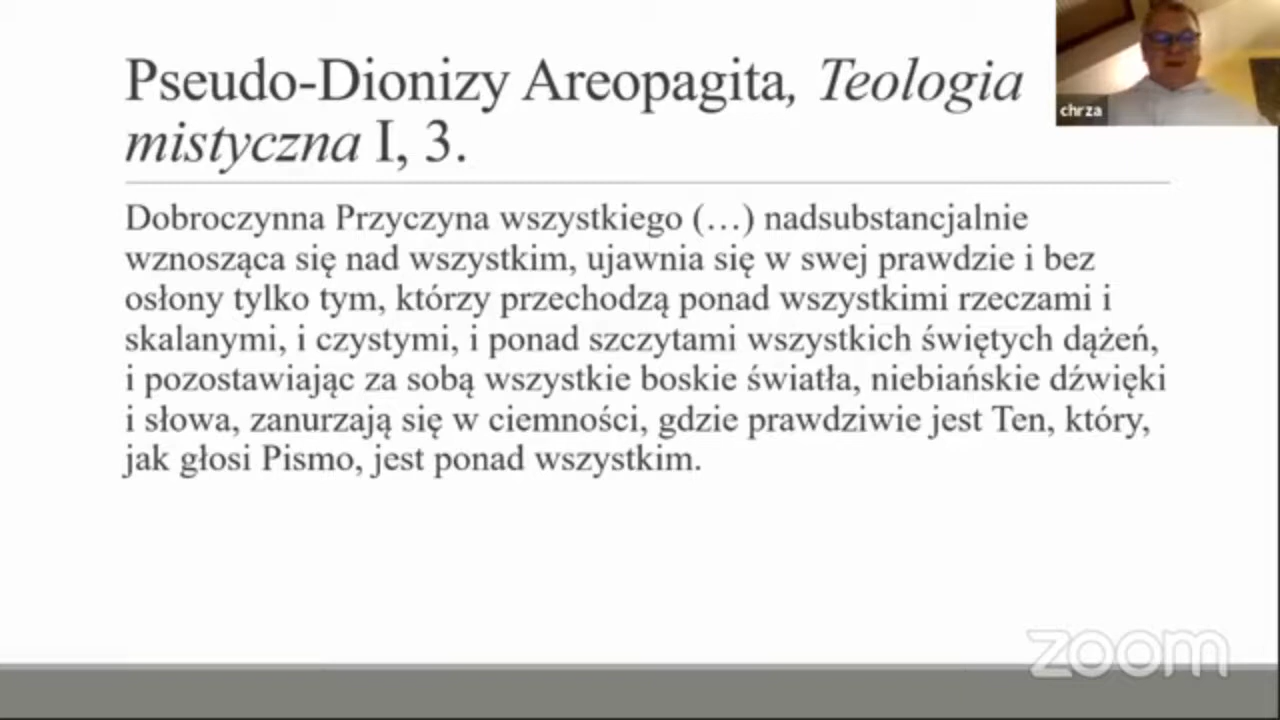 Pseudo-Dionizy Areopagita, Teologia
mistyczna I, 3.
chrza
Dobroczynna Przyczyna wszystkiego (…) nadsubstancjalnie
wznosząca się nad wszystkim, ujawnia się w swej prawdzie i bez
osłony tylko tym, którzy przechodzą ponad wszystkimi rzeczami i
skalanymi, i czystymi, i ponad szczytami wszystkich świętych dążeń,
i pozostawiając za sobą wszystkie boskie światła, niebiańskie dźwięki
i słowa, zanurzają się w ciemności, gdzie prawdziwie jest Ten, który,
jak głosi Pismo, jest ponad wszystkim.
zoom